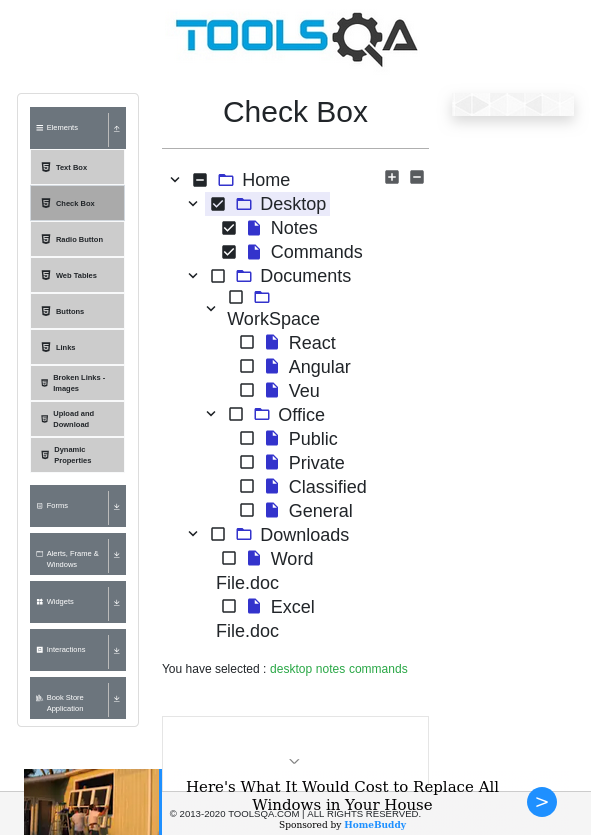 TOOLSQA
Elements
Text Box
Check Box
Radio Button
Web Tables
Buttons
Links
Broken Links -
Images
Upload and
Download
Dynamic
Properties
Forms
Alerts, Frame &
Windows
Widgets
Interactions
Book Store
Application
Check Box
Home
Desktop
Notes
Commands
Documents
WorkSpace
React
Angular
Veu
Office
Public
Private
Classified
General
Downloads
Word
File.doc
Excel
File.doc
You have selected : desktop notes commands
Here's What It Would Cost to Replace All
Windows in Your House
© 2013-2020 TOOLSQA.COM | ALL RIGHTS RESERVED.
Sponsored by HomeBuddy